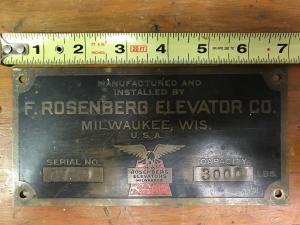 1 2 3 4 5 6 7
MANUFACTURED AND
INSTALLED BY
F. ROSENBERG ELEVATOR CO.
MILWAUKEE, WIS.
U. S. A.
SERIAL NO.
CAPACITY
3000 LBS.
ROSENBERG
ELEVATORS
MILWAUKEE